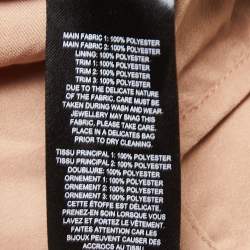 MAIN FABRIC 1: 100% POLYESTER
MAIN FABRIC 2: 100% POLYESTER
LINING: 100% POLYESTER
TRIM 1: 100% POLYESTER
TRIM 2: 100% POLYESTER
TRIM 3: 100% POLYESTER
DUE TO THE DELICATE NATURE
OF THE FABRIC, CARE MUST BE
TAKEN DURING WASH AND WEAR.
JEWELLERY MAY SNAG THIS
FABRIC, PLEASE TAKE CARE.
PLACE IN A DELICATES BAG
PRIOR TO DRY CLEANING.
TISSU PRINCIPAL 1: 100% POLYESTER
TISSU PRINCIPAL 2: 100% POLYESTER
DOUBLURE: 100% POLYESTER
ORNEMENT 1: 100% POLYESTER
ORNEMENT 2: 100% POLYESTER
ORNEMENT 3: 100% POLYESTER
CETTE ÉTOFFE EST DÉLICATE.
PRENEZ-EN SOIN LORSQUE VOUS
LAVEZ ET PORTEZ LE VÊTEMENT.
LES BIJOUX PEUVENT CAUSER DES
ACCROCS AU TISSU.